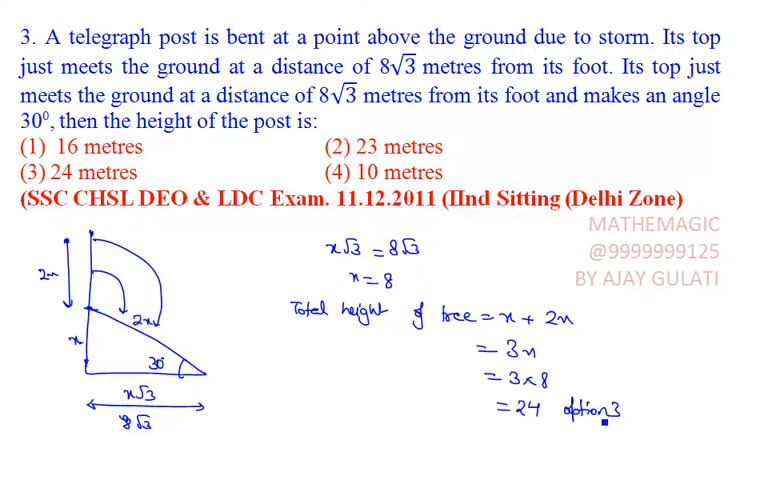 3. A telegraph post is bent at a point above the ground due to storm. Its top
just meets the ground at a distance of 8√3 metres from its foot. Its top just
meets the ground at a distance of 8√3 metres from its foot and makes an angle
30⁰, then the height of the post is:
(1) 16 metres (2) 23 metres
(3) 24 metres (4) 10 metres
(SSC CHSL DEO & LDC Exam. 11.12.2011 (IInd Sitting (Delhi Zone)
MATHEMAGIC
@9999999125
BY AJAY GULATI
x√3 = 8√3
x = 8
Total height of tree = x + 2x
= 3x
= 3 × 8
= 24 option 3
2x
2x
x
30°
x√3
8√3